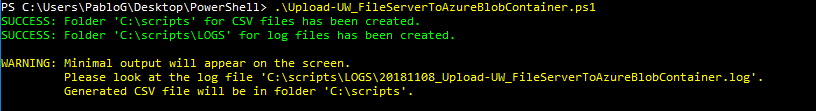 PS C:\Users\PabloG\Desktop\PowerShell> .\Upload-UW_FileServerToAzureBlobContainer.ps1
SUCCESS: Folder 'C:\scripts' for CSV files has been created.
SUCCESS: Folder 'C:\scripts\LOGS' for log files has been created.
WARNING: Minimal output will appear on the screen.
Please look at the log file 'C:\scripts\LOGS\20181108_Upload-UW_FileServerToAzureBlobContainer.log'.
Generated CSV file will be in folder 'C:\scripts'.